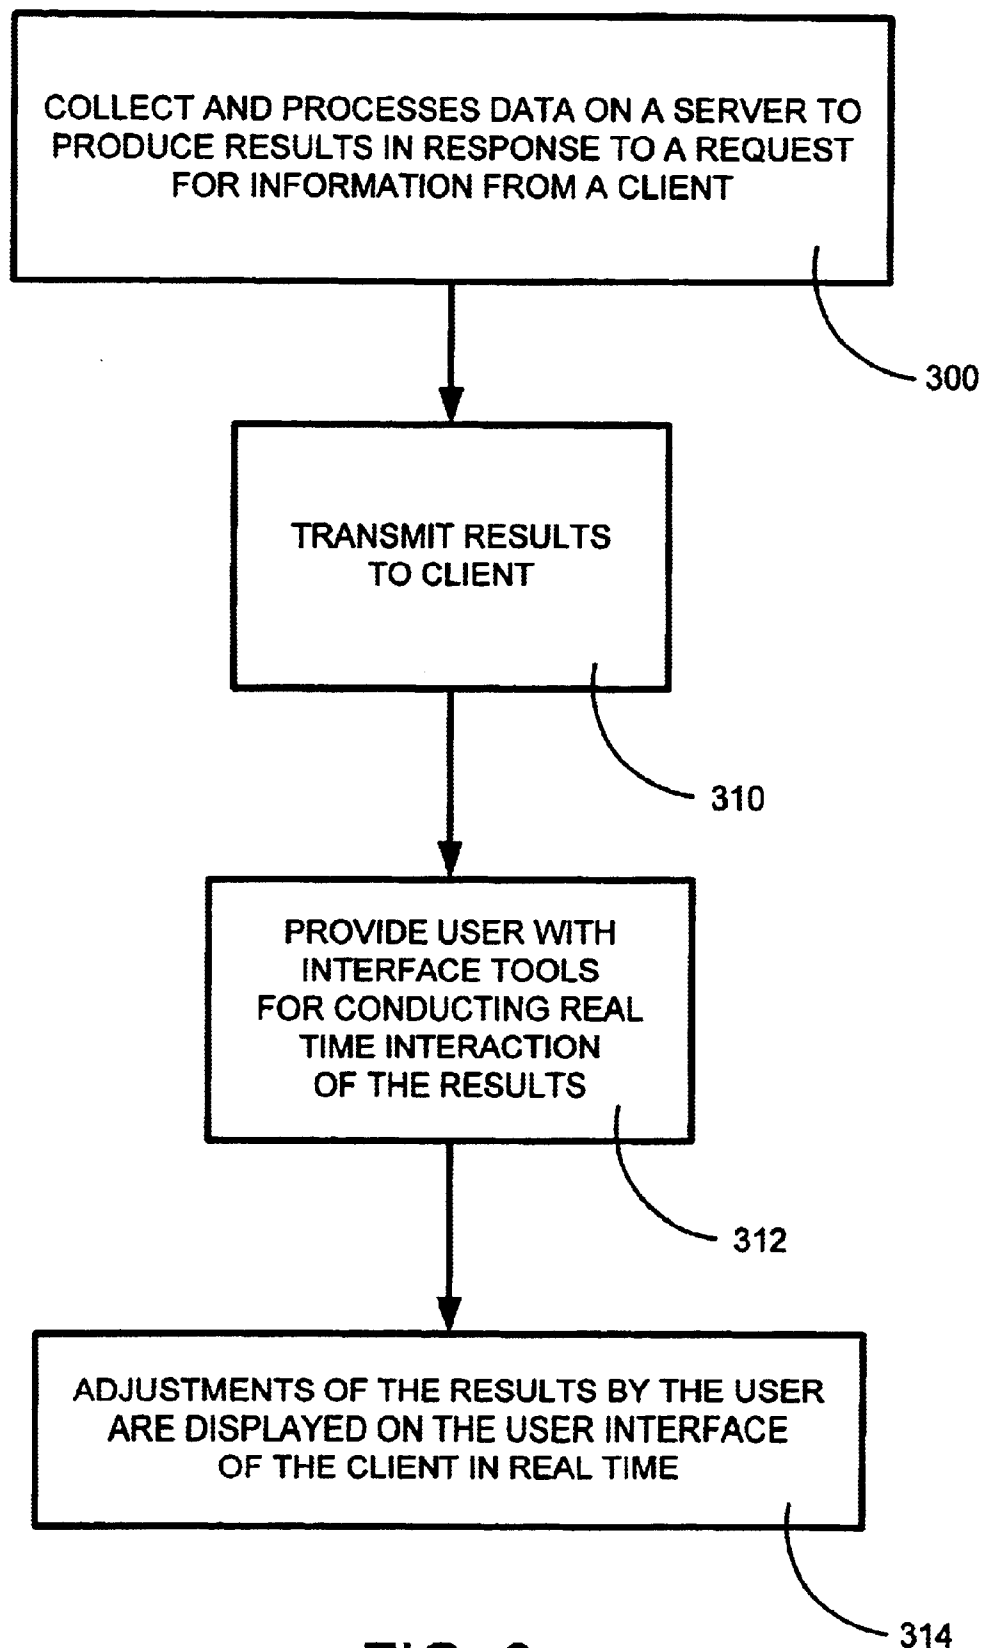 COLLECT AND PROCESSES DATA ON A SERVER TO
PRODUCE RESULTS IN RESPONSE TO A REQUEST
FOR INFORMATION FROM A CLIENT
300
TRANSMIT RESULTS
TO CLIENT
310
PROVIDE USER WITH
INTERFACE TOOLS
FOR CONDUCTING REAL
TIME INTERACTION
OF THE RESULTS
312
ADJUSTMENTS OF THE RESULTS BY THE USER
ARE DISPLAYED ON THE USER INTERFACE
OF THE CLIENT IN REAL TIME
314